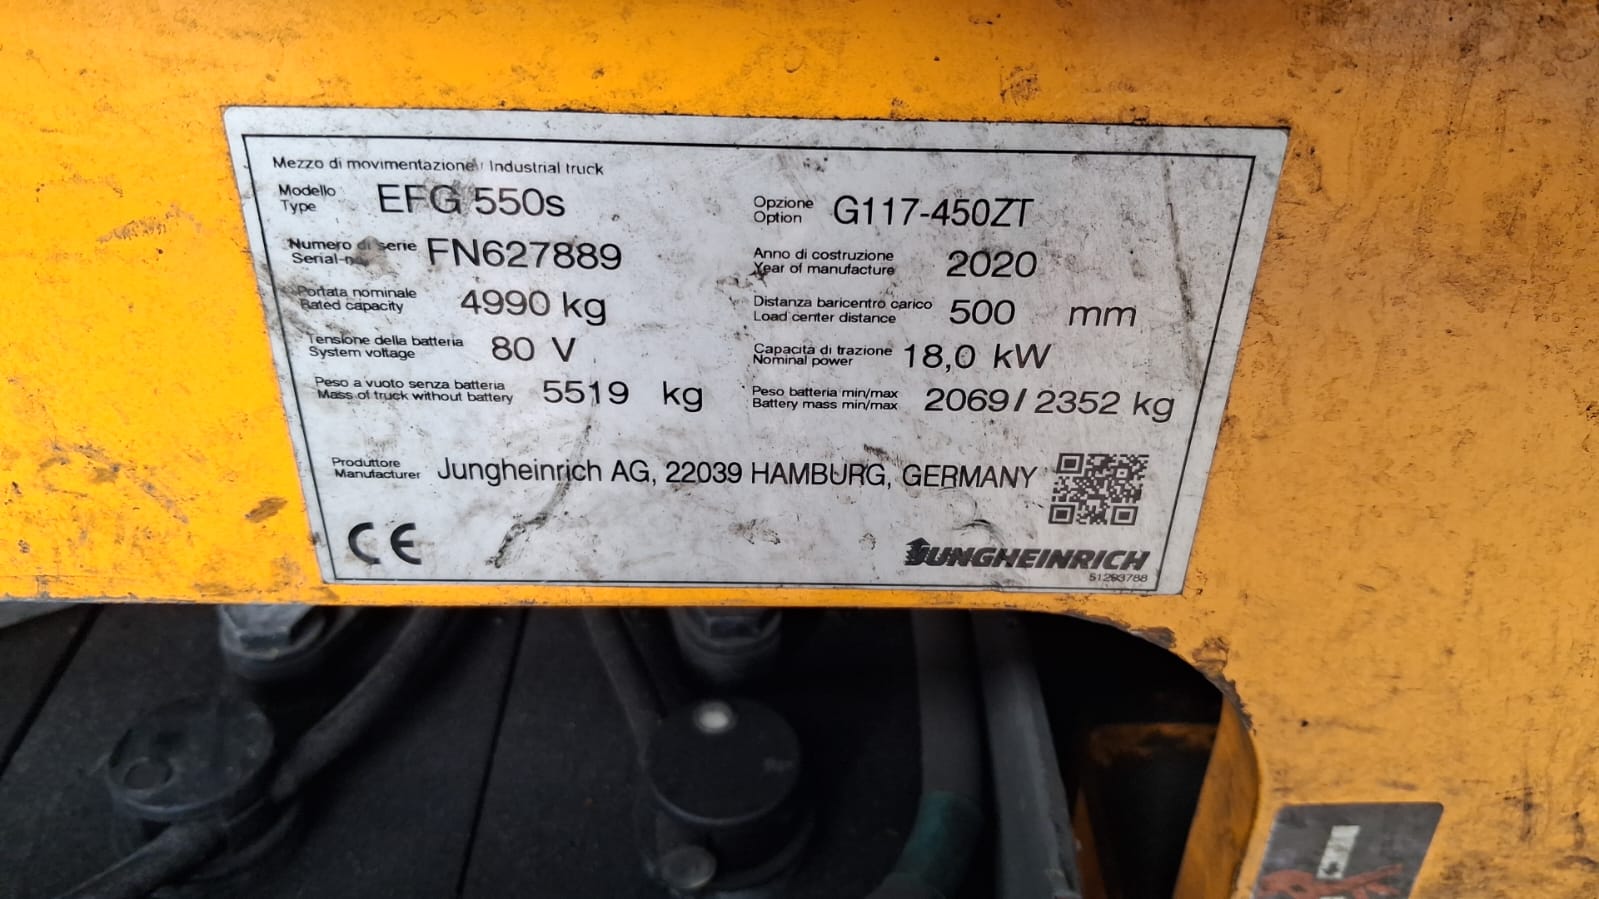 Mezzo di movimentazione / Industrial truck
Modello EFG 550s Opzione G117-450ZT
Type Option
Numero di serie FN627889 Anno di costruzione 2020
Serial-no. Year of manufacture
Portata nominale 4990 kg Distanza baricentro carico 500 mm
Rated capacity Load center distance
Tensione della batteria 80 V Capacità di trazione 18,0 kW
System voltage Nominal power
Peso a vuoto senza batteria 5519 kg Peso batteria min/max 2069 / 2352 kg
Mass of truck without battery Battery mass min/max
Produttore Jungheinrich AG, 22039 HAMBURG, GERMANY
Manufacturer
CE JUNGHEINRICH
51293788